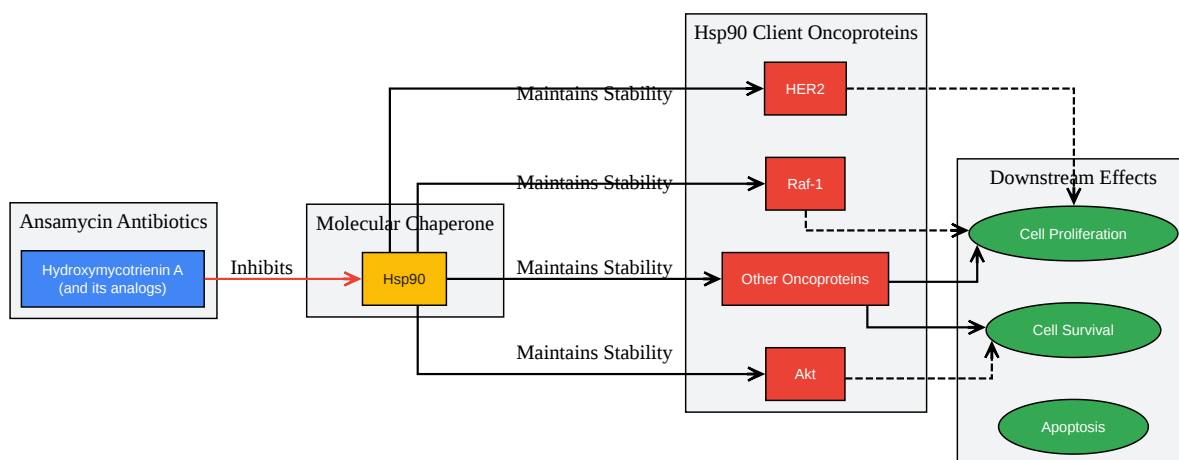 Hsp90 Client Oncoproteins
HER2
Maintains Stability
Raf-1
Maintains Stability
Downstream Effects
Ansamycin Antibiotics
Molecular Chaperone
Cell Proliferation
Hydroxymycotrienin A
(and its analogs)
Inhibits
Hsp90
Maintains Stability
Other Oncoproteins
Cell Survival
Maintains Stability
Akt
Apoptosis